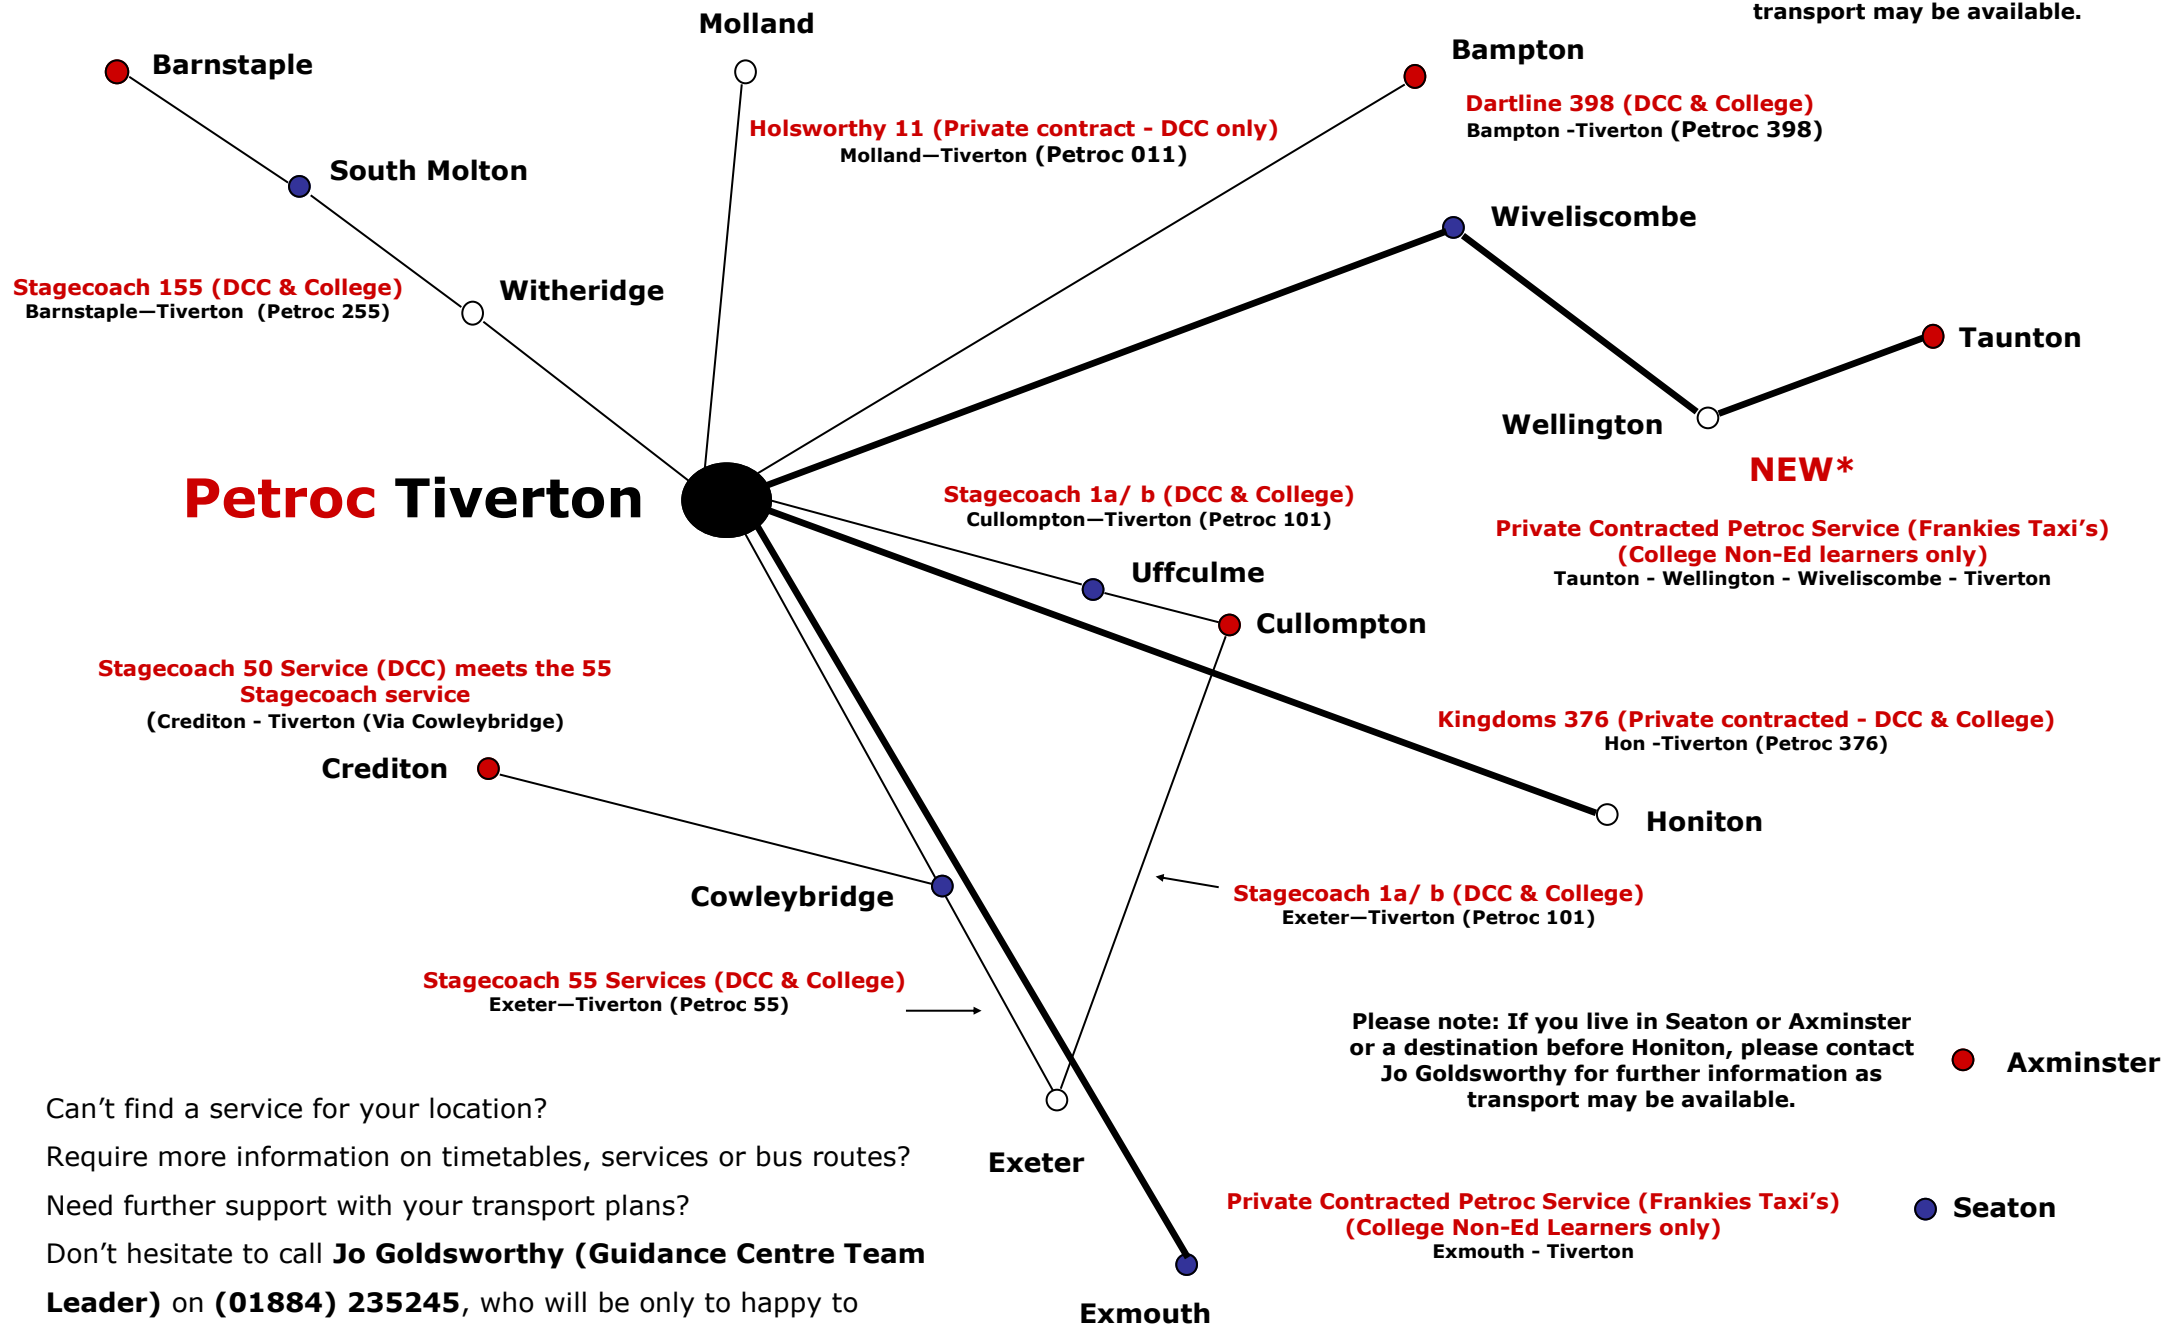 transport may be available.
Molland
Barnstaple
Bampton
Dartline 398 (DCC & College)
Bampton -Tiverton (Petroc 398)
Holsworthy 11 (Private contract - DCC only)
Molland—Tiverton (Petroc 011)
South Molton
Wiveliscombe
Stagecoach 155 (DCC & College)
Barnstaple—Tiverton  (Petroc 255)
Witheridge
Taunton
Wellington
NEW*
Private Contracted Petroc Service (Frankies Taxi’s)
(College Non-Ed learners only)
Taunton - Wellington - Wiveliscombe - Tiverton
Petroc Tiverton
Stagecoach 1a/ b (DCC & College)
Cullompton—Tiverton (Petroc 101)
Uffculme
Cullompton
Stagecoach 50 Service (DCC) meets the 55
Stagecoach service
(Crediton - Tiverton (Via Cowleybridge)
Crediton
Kingdoms 376 (Private contracted - DCC & College)
Hon -Tiverton (Petroc 376)
Honiton
Cowleybridge
Stagecoach 1a/ b (DCC & College)
Exeter—Tiverton (Petroc 101)
Stagecoach 55 Services (DCC & College)
Exeter—Tiverton (Petroc 55)
Please note: If you live in Seaton or Axminster
or a destination before Honiton, please contact
Jo Goldsworthy for further information as
transport may be available.
Axminster
Can’t find a service for your location?
Require more information on timetables, services or bus routes?
Need further support with your transport plans?
Don’t hesitate to call Jo Goldsworthy (Guidance Centre Team
Leader) on (01884) 235245, who will be only to happy to
Exeter
Private Contracted Petroc Service (Frankies Taxi’s)
(College Non-Ed Learners only)
Exmouth - Tiverton
Seaton
Exmouth